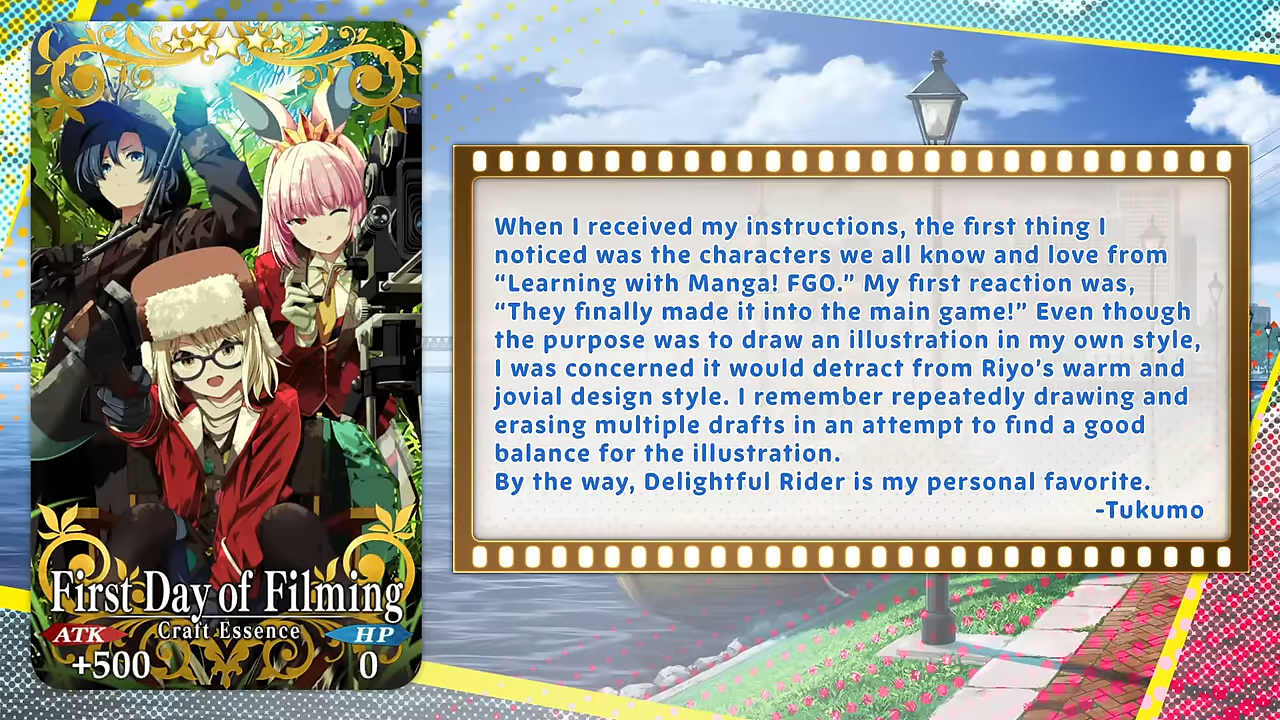 First Day of Filming
Craft Essence
ATK
HP
+500
0
When I received my instructions, the first thing I
noticed was the characters we all know and love from
“Learning with Manga! FGO.” My first reaction was,
“They finally made it into the main game!” Even though
the purpose was to draw an illustration in my own style,
I was concerned it would detract from Riyo's warm and
jovial design style. I remember repeatedly drawing and
erasing multiple drafts in an attempt to find a good
balance for the illustration.
By the way, Delightful Rider is my personal favorite.
-Tukumo